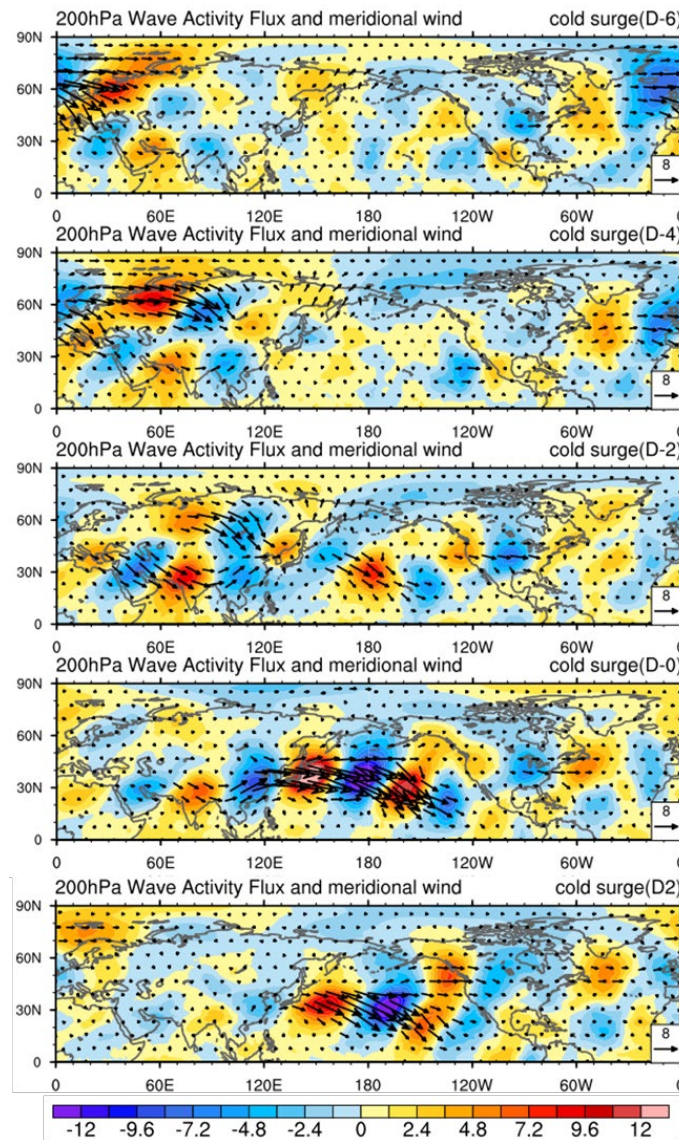 200hPa Wave Activity Flux and meridional wind cold surge(D-6)
90N
60N
30N
0
8
0 60E 120E 180 120W 60W 0
200hPa Wave Activity Flux and meridional wind cold surge(D-4)
90N
60N
30N
0
8
0 60E 120E 180 120W 60W 0
200hPa Wave Activity Flux and meridional wind cold surge(D-2)
90N
60N
30N
0
8
0 60E 120E 180 120W 60W 0
200hPa Wave Activity Flux and meridional wind cold surge(D-0)
90N
60N
30N
0
8
0 60E 120E 180 120W 60W 0
200hPa Wave Activity Flux and meridional wind cold surge(D2)
90N
60N
30N
0
8
0 60E 120E 180 120W 60W 0
-12 -9.6 -7.2 -4.8 -2.4 0 2.4 4.8 7.2 9.6 12